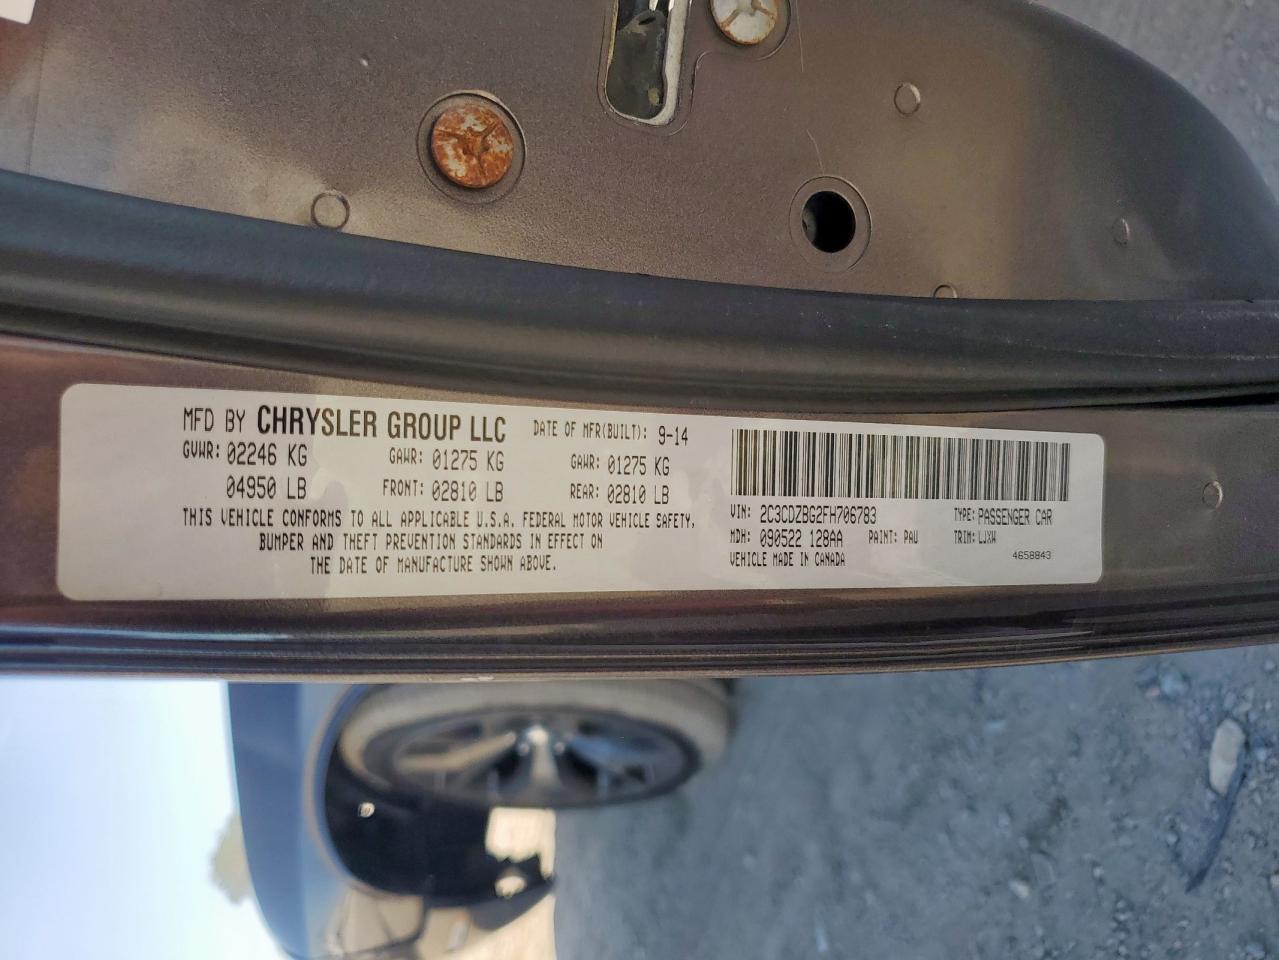 MFD BY CHRYSLER GROUP LLC DATE OF MFR(BUILT): 9-14
GVWR: 02246 KG GAWR: 01275 KG GAWR: 01275 KG
04950 LB FRONT: 02810 LB REAR: 02810 LB
THIS VEHICLE CONFORMS TO ALL APPLICABLE U.S.A. FEDERAL MOTOR VEHICLE SAFETY,
BUMPER AND THEFT PREVENTION STANDARDS IN EFFECT ON
THE DATE OF MANUFACTURE SHOWN ABOVE.
VIN: 2C3CDZBG2FH706783 TYPE: PASSENGER CAR
MDH: 090522 128AA PAINT: PAU TRIM: LJXW
VEHICLE MADE IN CANADA 4658843